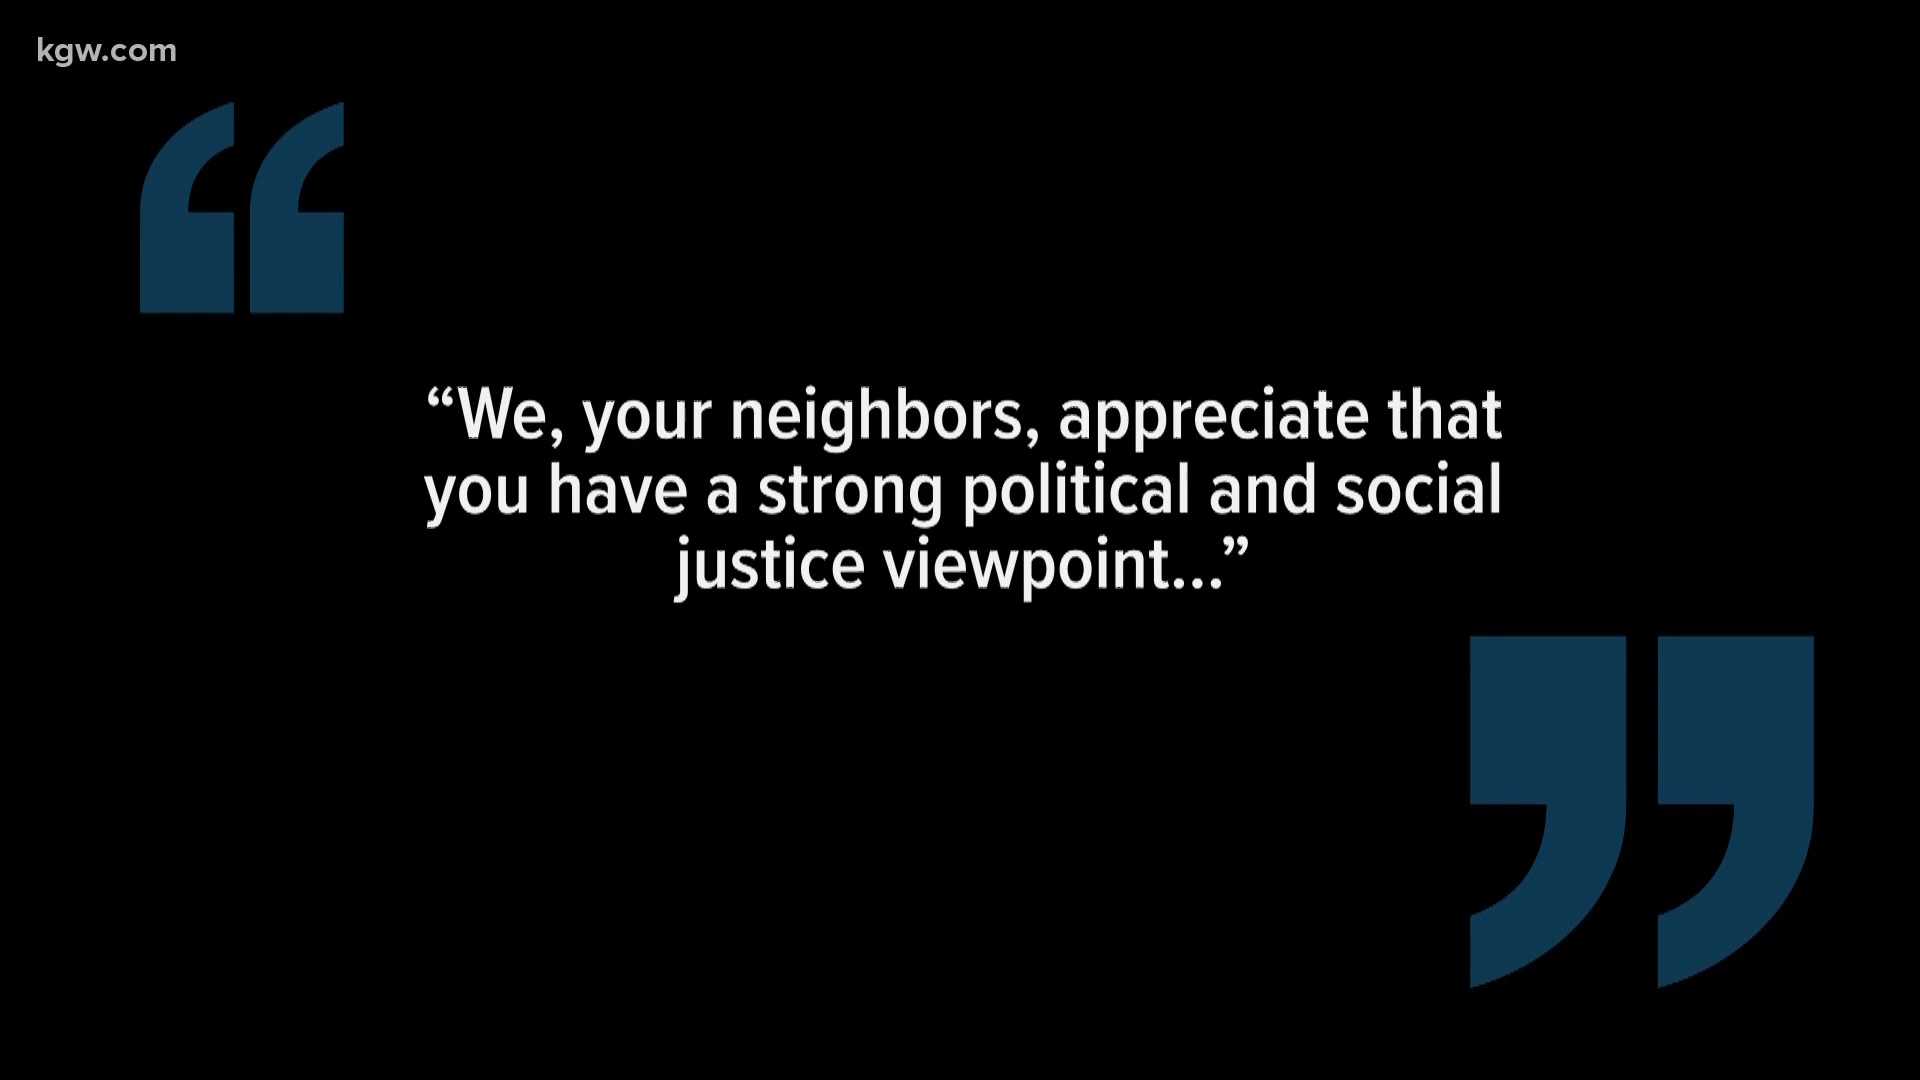 kgw.com
“We, your neighbors, appreciate that
you have a strong political and social
justice viewpoint...”